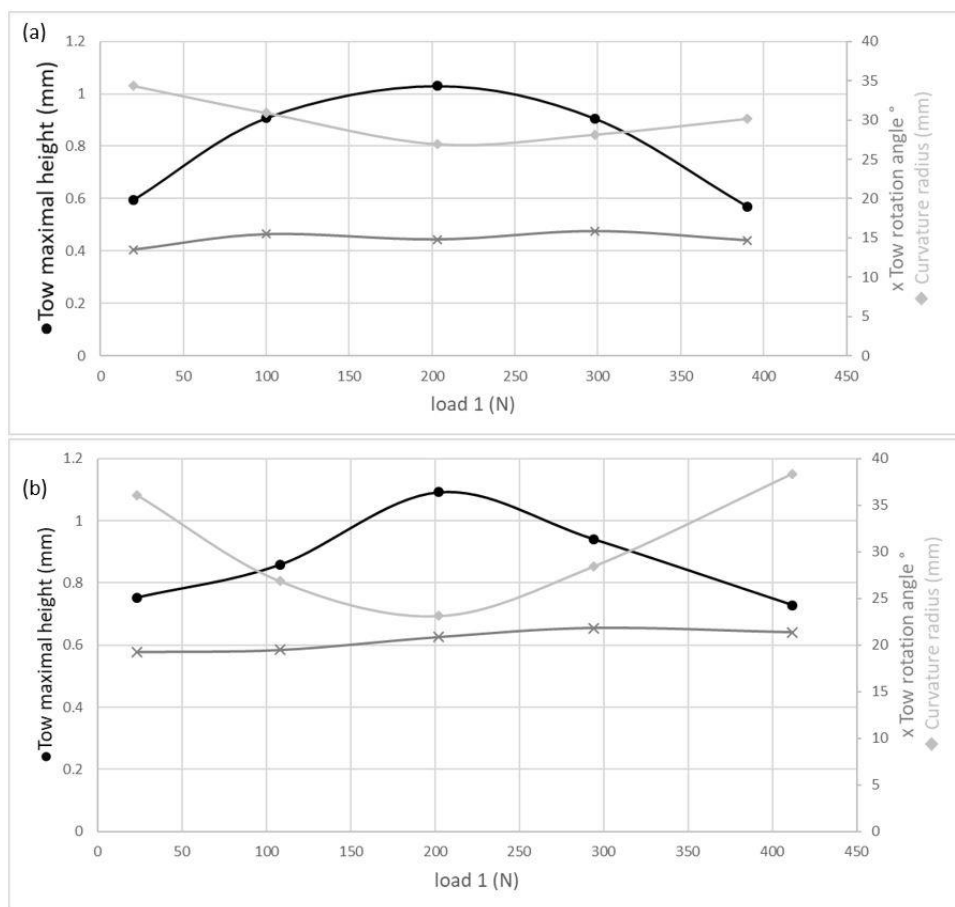 (a)
1.2
1
0.8
0.6
0.4
0.2
0
●Tow maximal height (mm)
40
35
30
25
20
15
10
5
0
x Tow rotation angle °
◆ Curvature radius (mm)
0 50 100 150 200 250 300 350 400 450
load 1 (N)
(b)
1.2
1
0.8
0.6
0.4
0.2
0
●Tow maximal height (mm)
40
35
30
25
20
15
10
5
0
x Tow rotation angle °
◆ Curvature radius (mm)
0 50 100 150 200 250 300 350 400 450
load 1 (N)